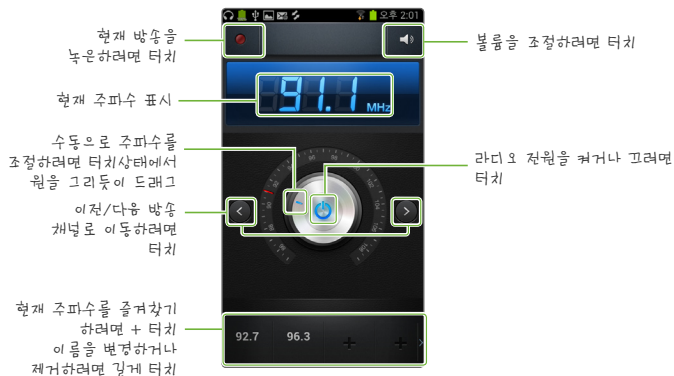 오후 2:01
현재 방송을
녹음하려면 터치
볼륨을 조절하려면 터치
현재 주파수 표시
91.1 MHz
수동으로 주파수를
조절하려면 터치상태에서
원을 그리듯이 드래그
라디오 전원을 켜거나 끄려면
터치
이전/다음 방송
채널로 이동하려면
터치
현재 주파수를 즐겨찾기
하려면 + 터치
이름을 변경하거나
제거하려면 길게 터치
92.7 96.3 + +